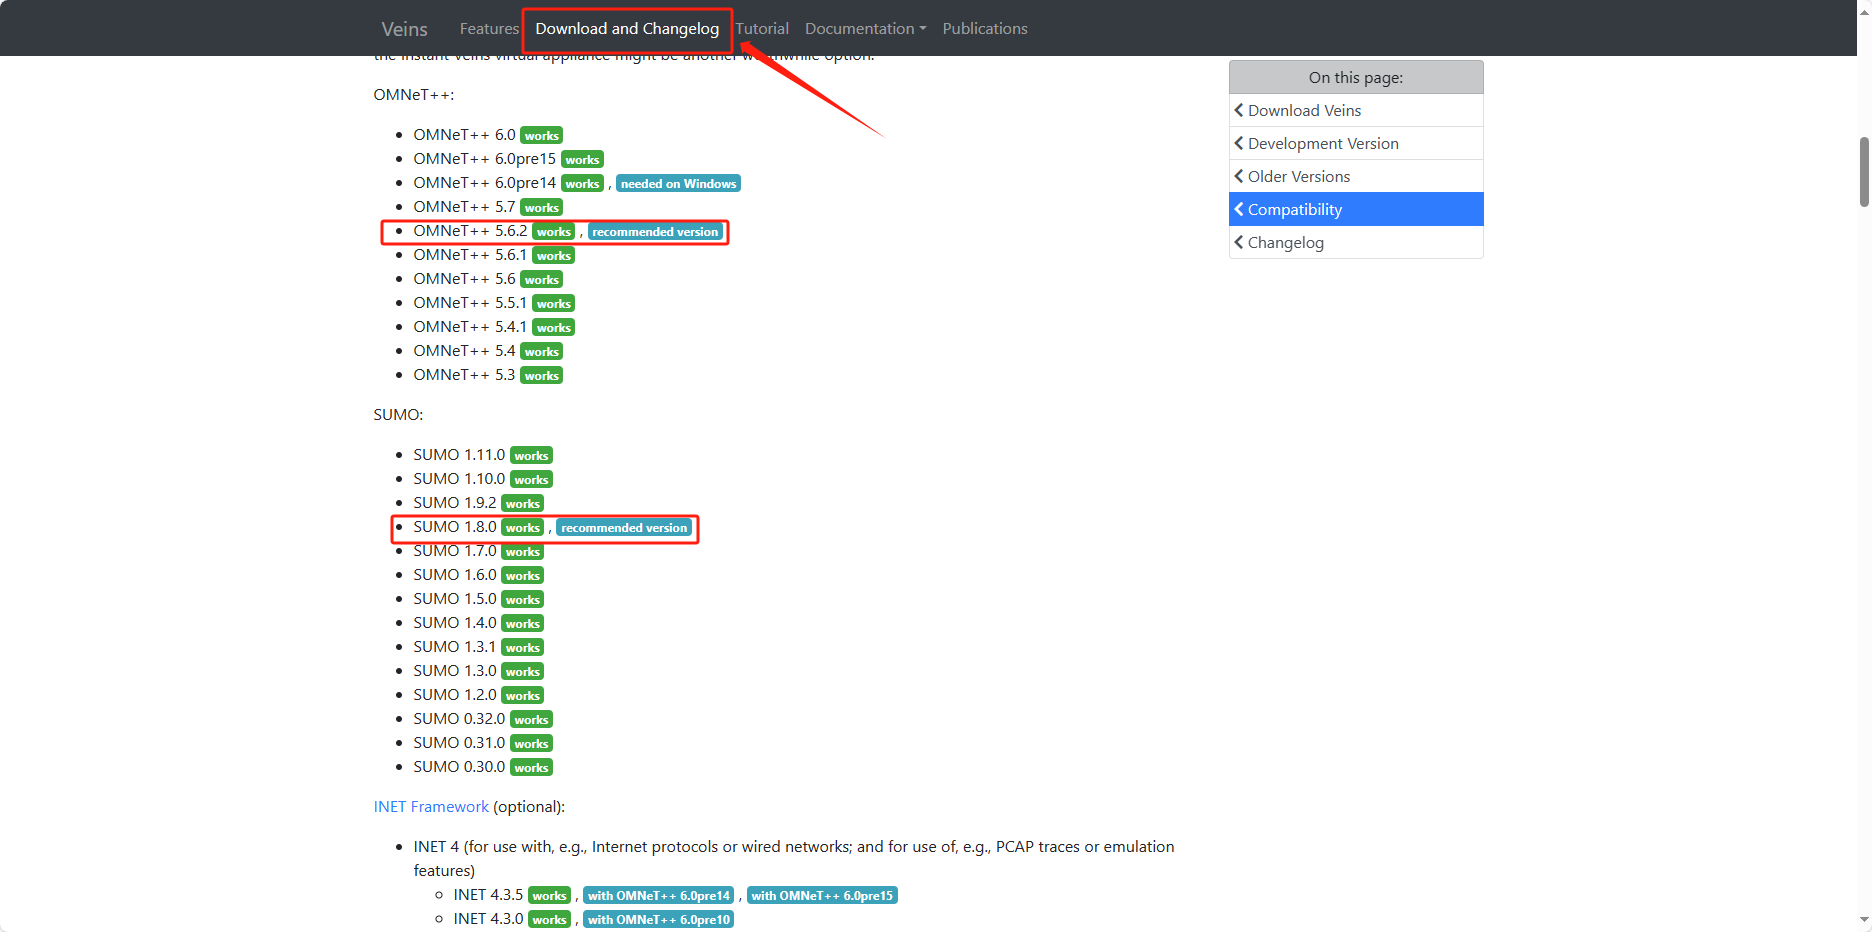 Veins Features Download and Changelog Tutorial Documentation Publications
the Instant Veins virtual appliance might be another worthwhile option.
On this page:
Download Veins
Development Version
Older Versions
Compatibility
Changelog
OMNeT++:
OMNeT++ 6.0 works
OMNeT++ 6.0pre15 works
OMNeT++ 6.0pre14 works , needed on Windows
OMNeT++ 5.7 works
OMNeT++ 5.6.2 works , recommended version
OMNeT++ 5.6.1 works
OMNeT++ 5.6 works
OMNeT++ 5.5.1 works
OMNeT++ 5.4.1 works
OMNeT++ 5.4 works
OMNeT++ 5.3 works
SUMO:
SUMO 1.11.0 works
SUMO 1.10.0 works
SUMO 1.9.2 works
SUMO 1.8.0 works , recommended version
SUMO 1.7.0 works
SUMO 1.6.0 works
SUMO 1.5.0 works
SUMO 1.4.0 works
SUMO 1.3.1 works
SUMO 1.3.0 works
SUMO 1.2.0 works
SUMO 0.32.0 works
SUMO 0.31.0 works
SUMO 0.30.0 works
INET Framework (optional):
INET 4 (for use with, e.g., Internet protocols or wired networks; and for use of, e.g., PCAP traces or emulation
features)
INET 4.3.5 works , with OMNeT++ 6.0pre14 , with OMNeT++ 6.0pre15
INET 4.3.0 works , with OMNeT++ 6.0pre10